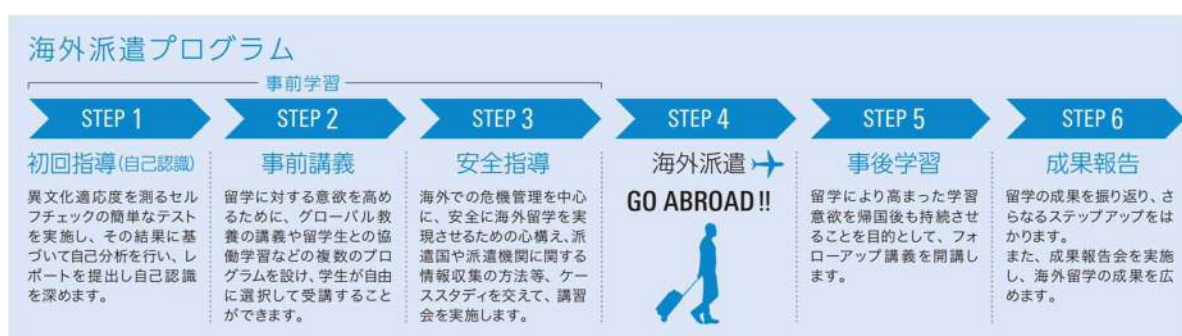 海外派遣プログラム
事前学習
STEP 1
初回指導(自己認識)
異文化適応度を測るセル
フチェックの簡単なテスト
を実施し、その結果に基
づいて自己分析を行い、レ
ポートを提出し自己認識
を深めます。
STEP 2
事前講義
留学に対する意欲を高め
るために、グローバル教
養の講義や留学生との協
働学習などの複数のプロ
グラムを設け、学生が自由
に選択して受講すること
ができます。
STEP 3
安全指導
海外での危機管理を中心
に、安全に海外留学を実
現させるための心構え、派
遣国や派遣機関に関する
情報収集の方法等、ケー
ススタディを交えて、講習
会を実施します。
STEP 4
海外派遣
GO ABROAD!!
STEP 5
事後学習
留学により高まった学習
意欲を帰国後も持続させ
ることを目的として、フォ
ローアップ講義を開講し
ます。
STEP 6
成果報告
留学の成果を振り返り、さ
らなるステップアップをは
かります。
また、成果報告会を実施
し、海外留学の成果を広
めます。